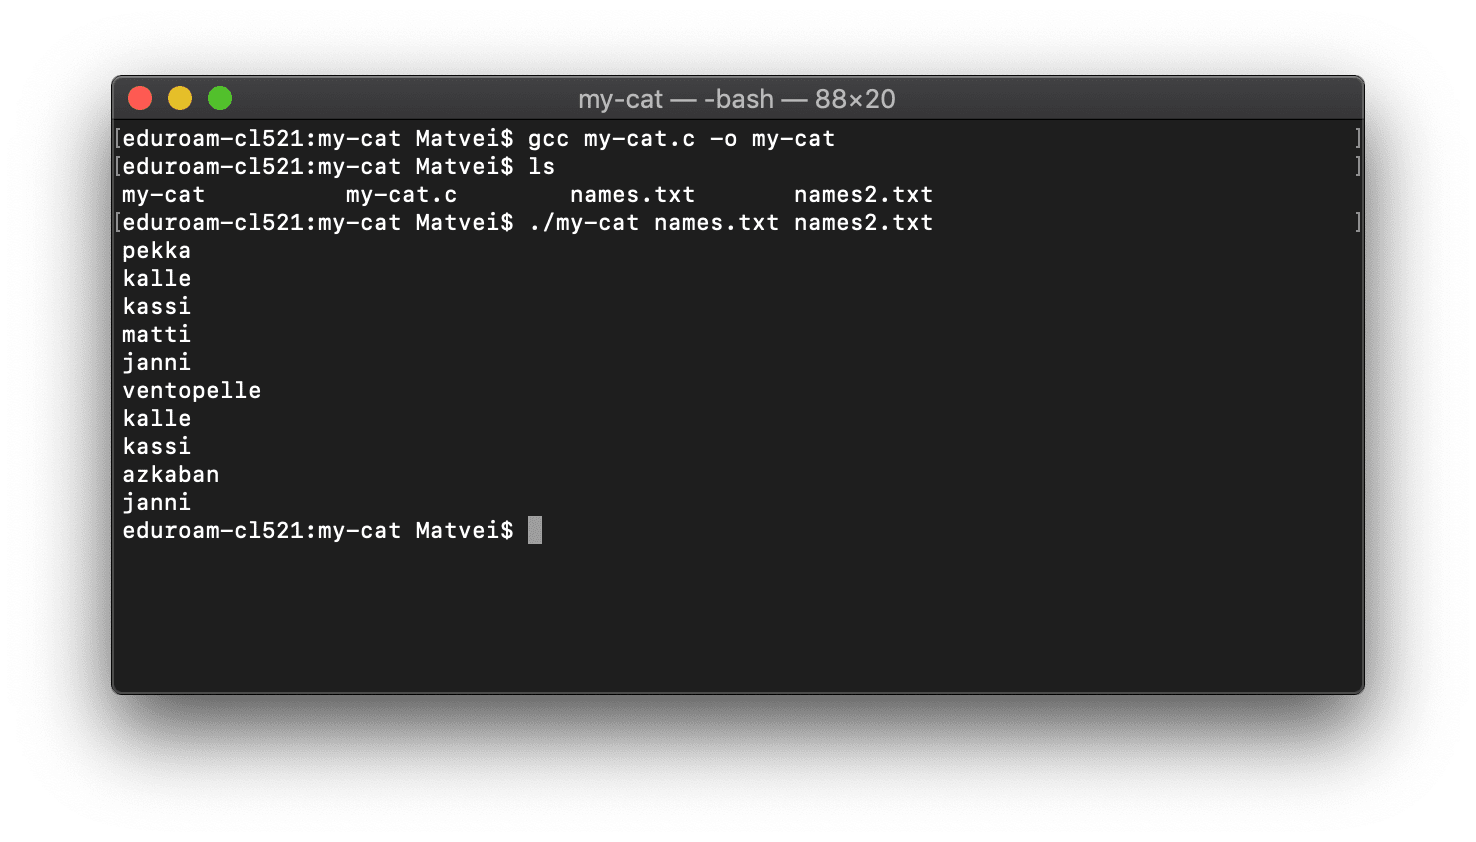 my-cat — -bash — 88×20
[eduroam-cl521:my-cat Matvei$ gcc my-cat.c -o my-cat ]
[eduroam-cl521:my-cat Matvei$ ls ]
my-cat my-cat.c names.txt names2.txt
[eduroam-cl521:my-cat Matvei$ ./my-cat names.txt names2.txt ]
pekka
kalle
kassi
matti
janni
ventopelle
kalle
kassi
azkaban
janni
eduroam-cl521:my-cat Matvei$